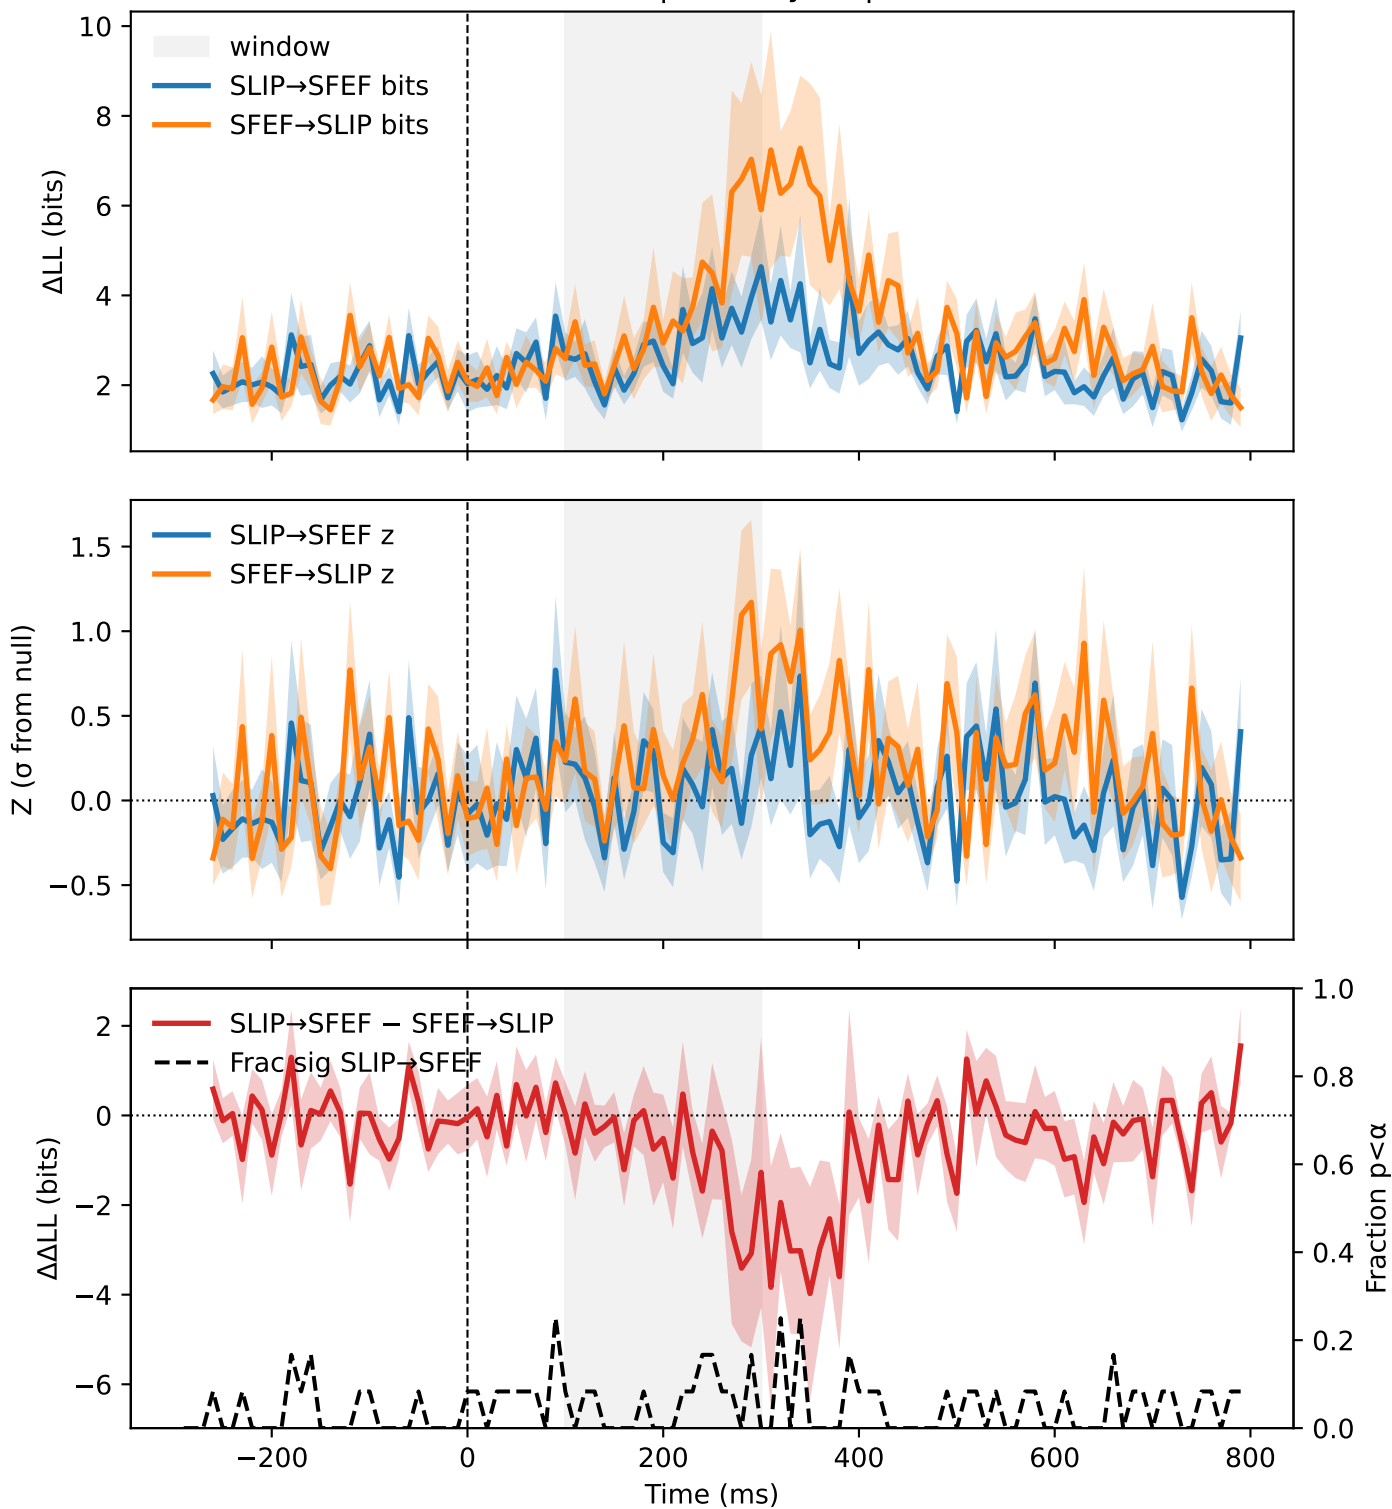 10
8
6
4
2
ΔLL (bits)
window
SLIP→SFEF bits
SFEF→SLIP bits
1.5
1.0
0.5
0.0
−0.5
Z (σ from null)
SLIP→SFEF z
SFEF→SLIP z
2
0
−2
−4
−6
ΔΔLL (bits)
SLIP→SFEF − SFEF→SLIP
Frac sig SLIP→SFEF
1.0
0.8
0.6
0.4
0.2
0.0
Fraction p<α
−200 0 200 400 600 800
Time (ms)